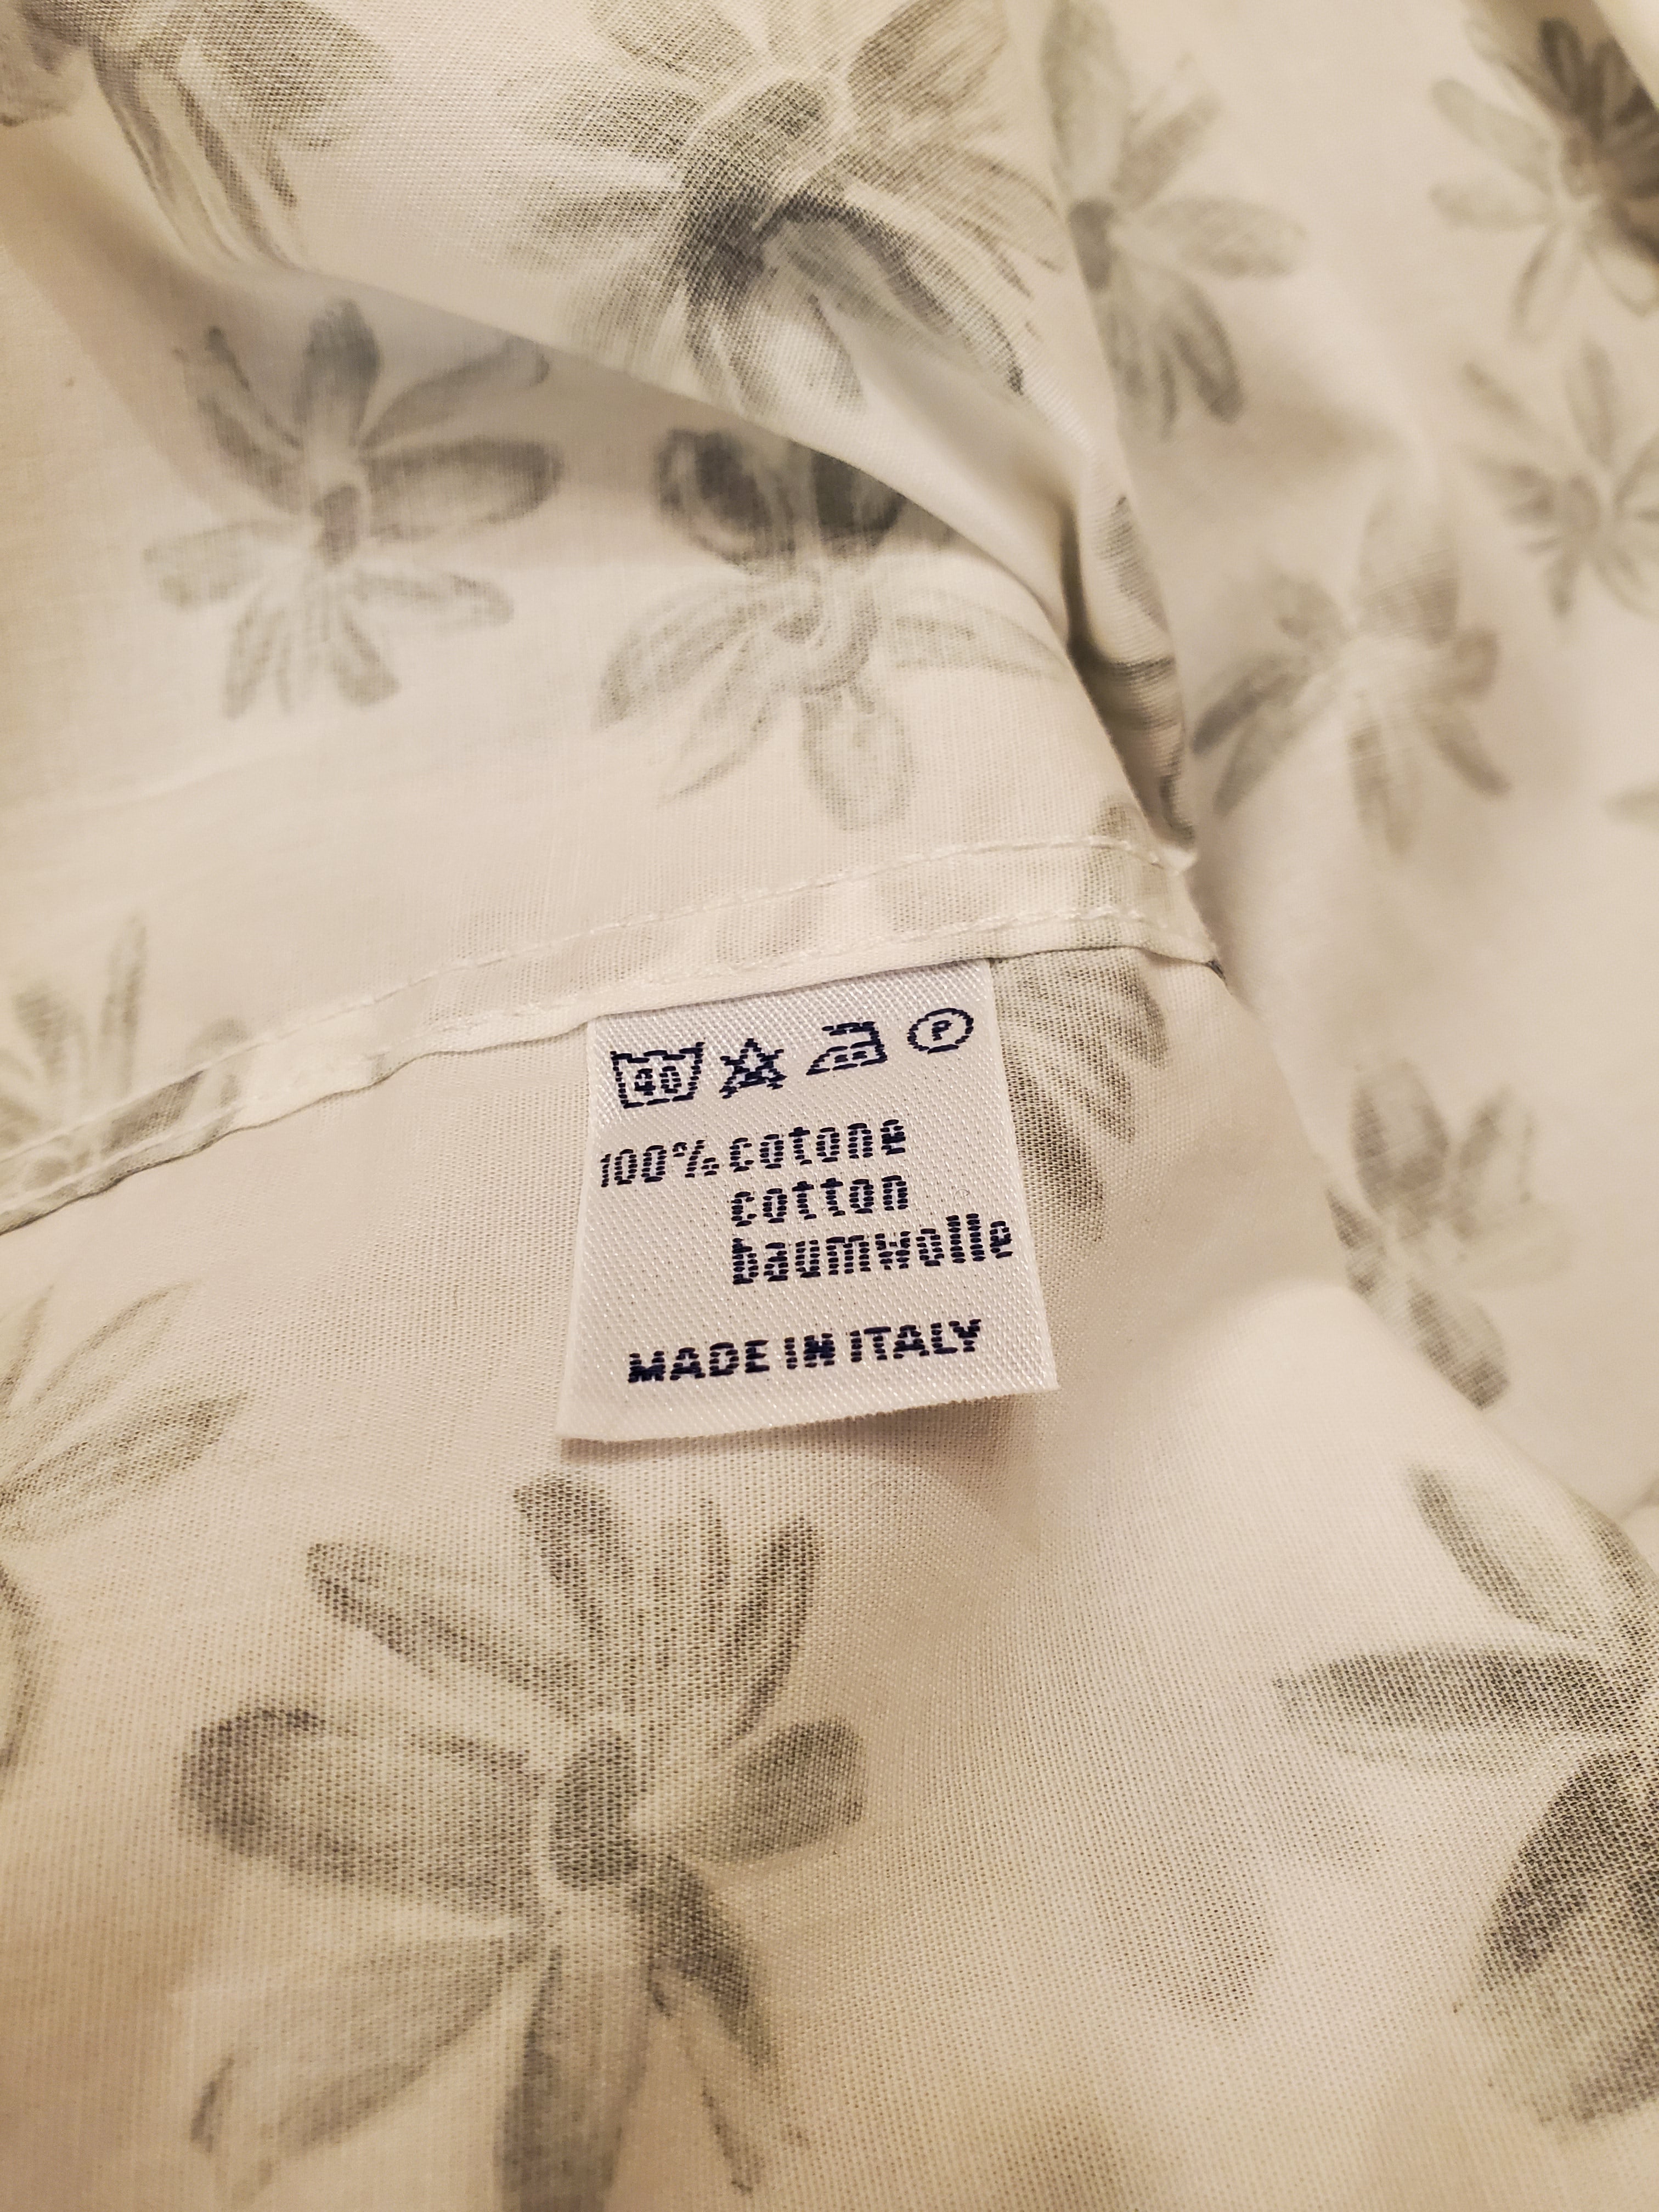 40 P
100% cotone
cotton
baumwolle
MADE IN ITALY